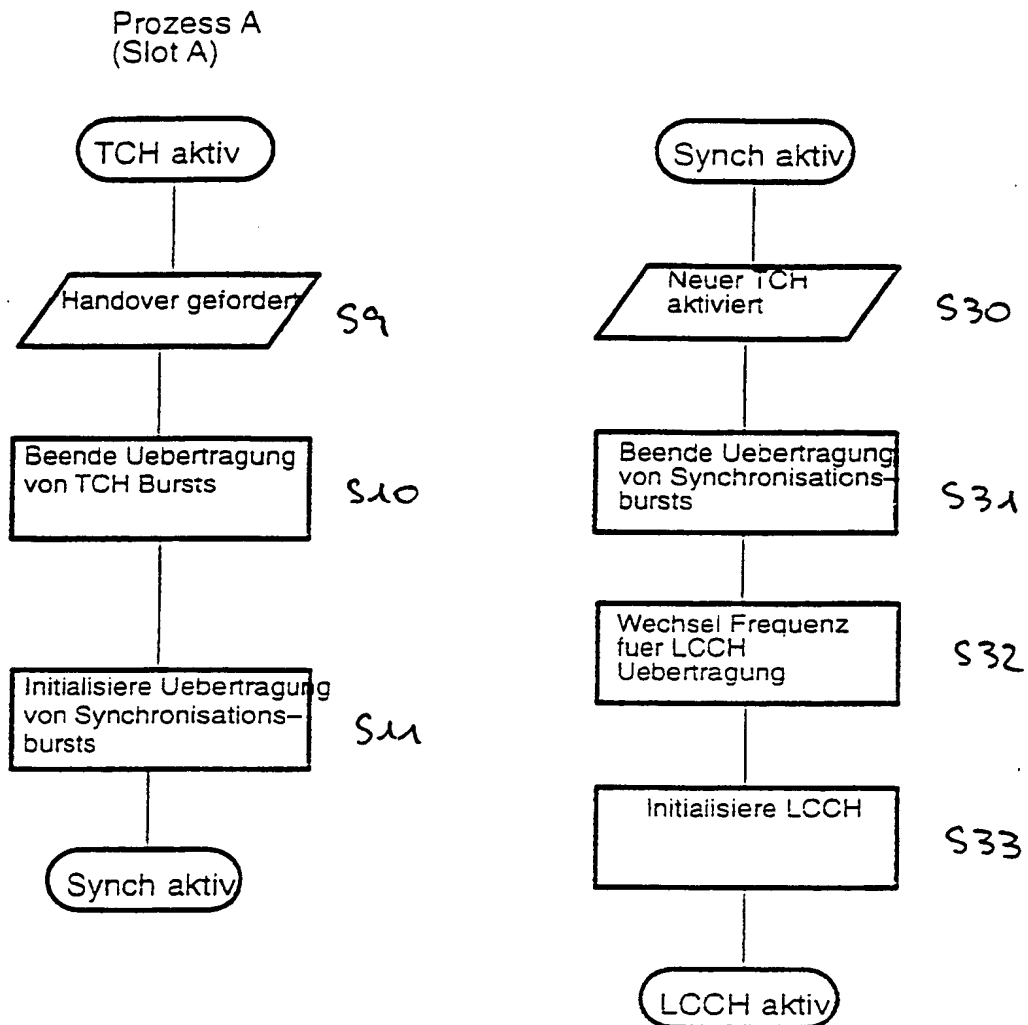 Prozess A
(Slot A)
TCH aktiv
Handover gefordert
S9
Beende Uebertragung
von TCH Bursts
S10
Initialisiere Uebertragung
von Synchronisations–
bursts
S11
Synch aktiv
Synch aktiv
Neuer TCH
aktiviert
S30
Beende Uebertragung
von Synchronisations–
bursts
S31
Wechsel Frequenz
fuer LCCH
Uebertragung
S32
Initialisiere LCCH
S33
LCCH aktiv